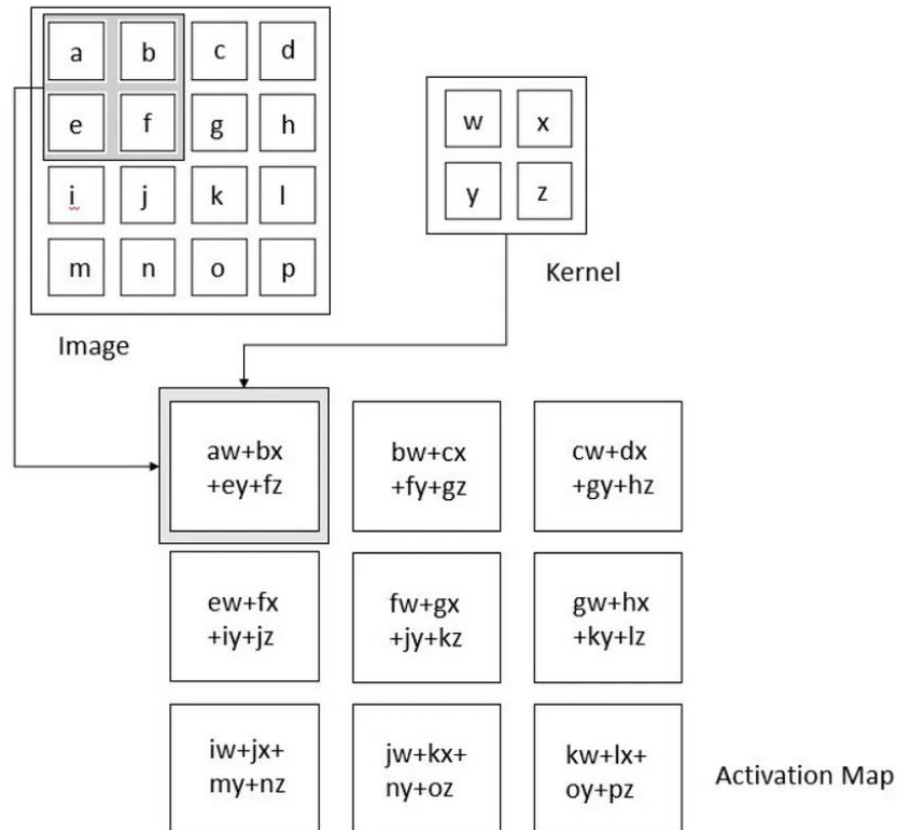 a b c d
e f g h
i j k l
m n o p
Image
w x
y z
Kernel
aw+bx
+ey+fz
bw+cx
+fy+gz
cw+dx
+gy+hz
ew+fx
+iy+jz
fw+gx
+jy+kz
gw+hx
+ky+lz
iw+jx+
my+nz
jw+kx+
ny+oz
kw+lx+
oy+pz
Activation Map